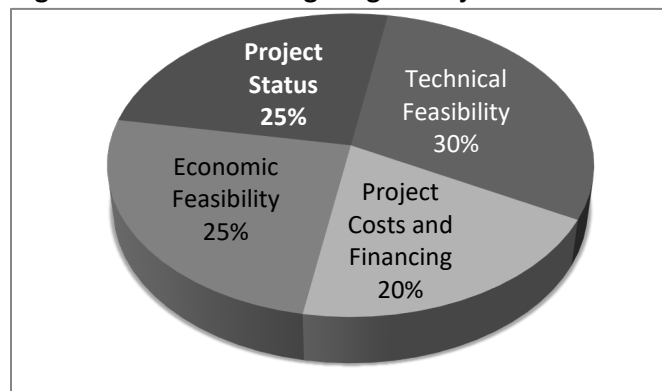 Project
Status
25%
Technical
Feasibility
30%
Economic
Feasibility
25%
Project
Costs and
Financing
20%